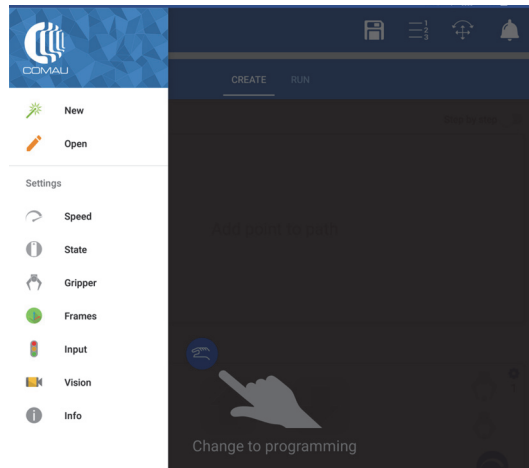 COMAU
New
Open
Settings
Speed
State
Gripper
Frames
Input
Vision
Info
CREATE RUN
Add point to path
Change to programming